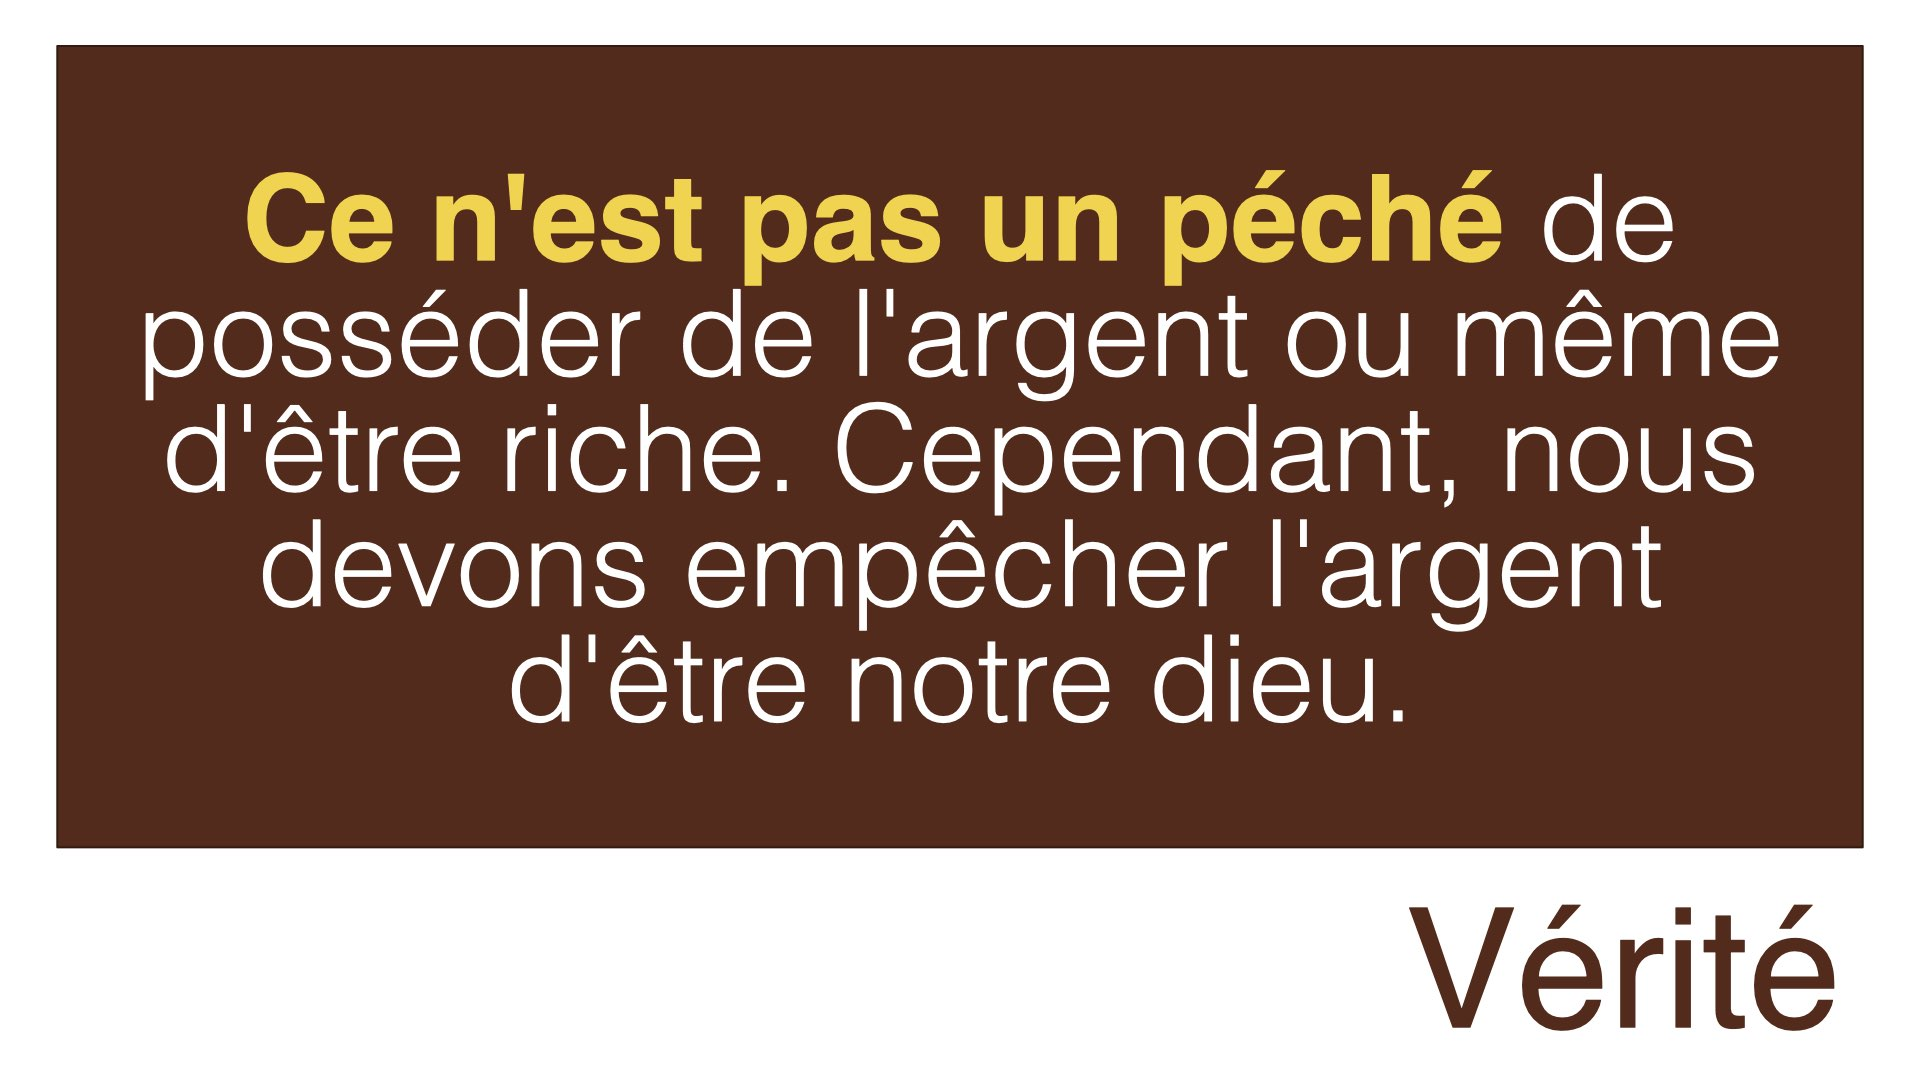 Ce n'est pas un péché de
posséder de l'argent ou même
d'être riche. Cependant, nous
devons empêcher l'argent
d'être notre dieu.
Vérité